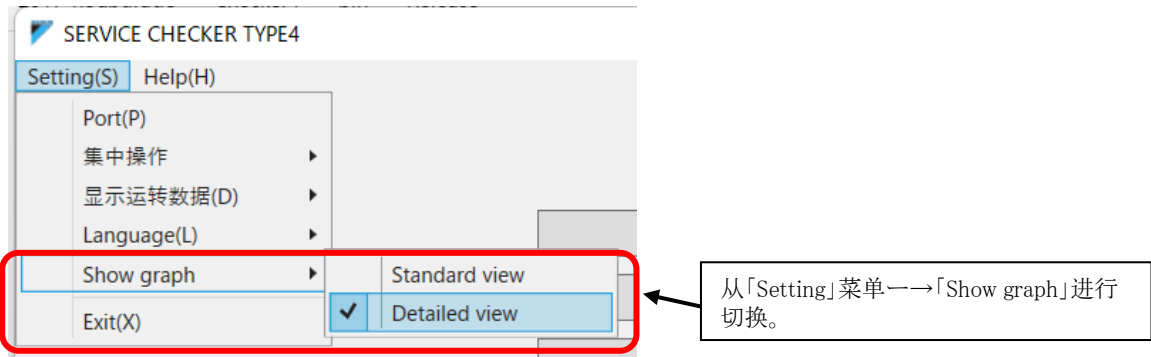 SERVICE CHECKER TYPE4
Setting(S) Help(H)
Port(P)
集中操作
显示运转数据(D)
Language(L)
Show graph
Standard view
Detailed view
Exit(X)
从「Setting」菜单ー→「Show graph」进行
切换。